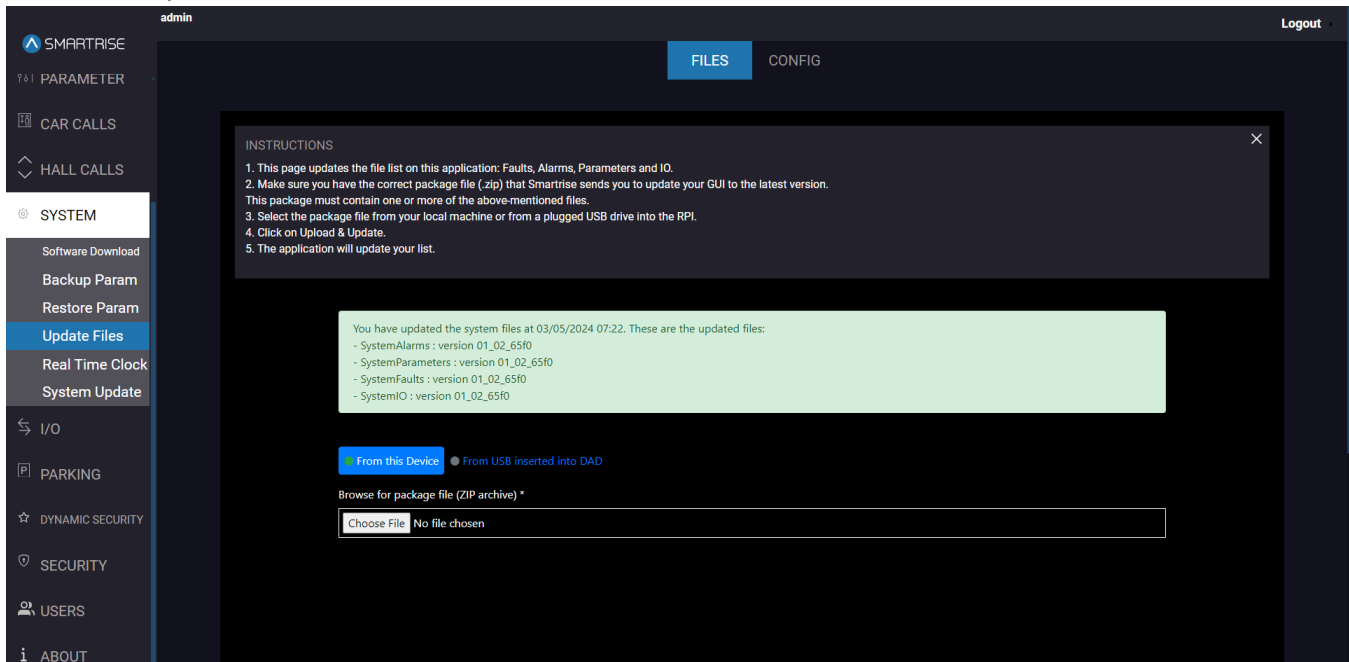 admin
Logout
SMARTRISE
PARAMETER
CAR CALLS
HALL CALLS
SYSTEM
Software Download
Backup Param
Restore Param
Update Files
Real Time Clock
System Update
I/O
PARKING
DYNAMIC SECURITY
SECURITY
USERS
ABOUT
FILES CONFIG
INSTRUCTIONS
1. This page updates the file list on this application: Faults, Alarms, Parameters and IO.
2. Make sure you have the correct package file (.zip) that Smartrise sends you to update your GUI to the latest version.
This package must contain one or more of the above-mentioned files.
3. Select the package file from your local machine or from a plugged USB drive into the RPI.
4. Click on Upload & Update.
5. The application will update your list.
You have updated the system files at 03/05/2024 07:22. These are the updated files:
- SystemAlarms : version 01_02_65f0
- SystemParameters : version 01_02_65f0
- SystemFaults : version 01_02_65f0
- SystemIO : version 01_02_65f0
From this Device From USB inserted into DAD
Browse for package file (ZIP archive) *
Choose File No file chosen